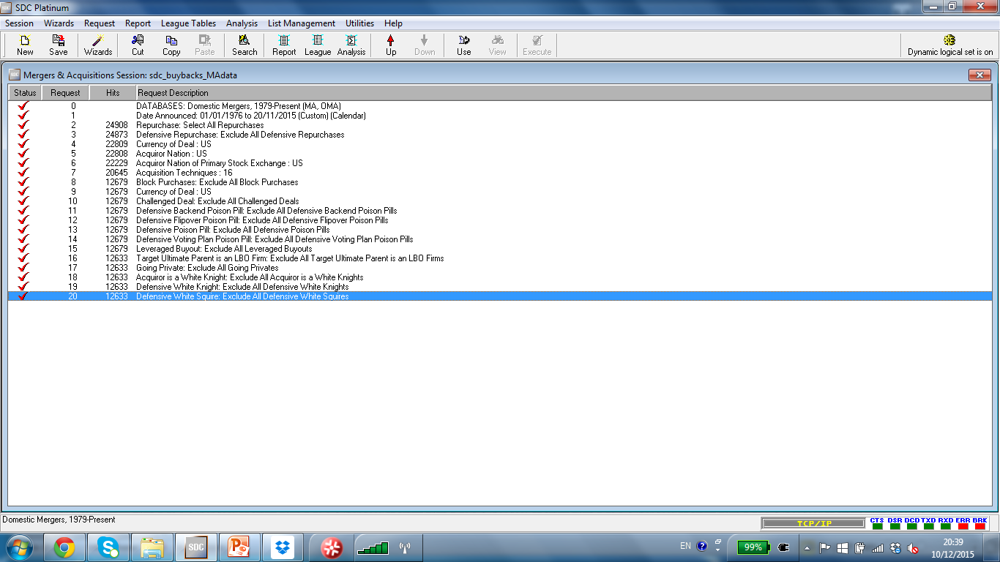 SDC Platinum
Session Wizards Request Report League Tables Analysis List Management Utilities Help
New Save Wizards Cut Copy Paste Search Report League Analysis Up Down Use View Execute Dynamic logical set is on
SDC Mergers & Acquisitions Session: sdc_buybacks_MAdata
Status Request Hits Request Description
0 DATABASES: Domestic Mergers, 1979-Present (MA, OMA)
1 Date Announced: 01/01/1976 to 20/11/2015 (Custom) (Calendar)
2 24908 Repurchase: Select All Repurchases
3 24873 Defensive Repurchase: Exclude All Defensive Repurchases
4 22809 Currency of Deal : US
5 22808 Acquiror Nation : US
6 22229 Acquiror Nation of Primary Stock Exchange : US
7 20645 Acquisition Techniques : 16
8 12679 Block Purchases: Exclude All Block Purchases
9 12679 Currency of Deal : US
10 12679 Challenged Deal: Exclude All Challenged Deals
11 12679 Defensive Backend Poison Pill: Exclude All Defensive Backend Poison Pills
12 12679 Defensive Flipover Poison Pill: Exclude All Defensive Flipover Poison Pills
13 12679 Defensive Poison Pill: Exclude All Defensive Poison Pills
14 12679 Defensive Voting Plan Poison Pill: Exclude All Defensive Voting Plan Poison Pills
15 12679 Leveraged Buyout: Exclude All Leveraged Buyouts
16 12633 Target Ultimate Parent is an LBO Firm: Exclude All Target Ultimate Parent is an LBO Firms
17 12633 Going Private: Exclude All Going Privates
18 12633 Acquiror is a White Knight: Exclude All Acquiror is a White Knights
19 12633 Defensive White Knight: Exclude All Defensive White Knights
20 12633 Defensive White Squire: Exclude All Defensive White Squires
Domestic Mergers, 1979-Present
TCP/IP
CTS DSR DCD TXD RXD ERR BRK
SDC
EN
99%
20:39
10/12/2015